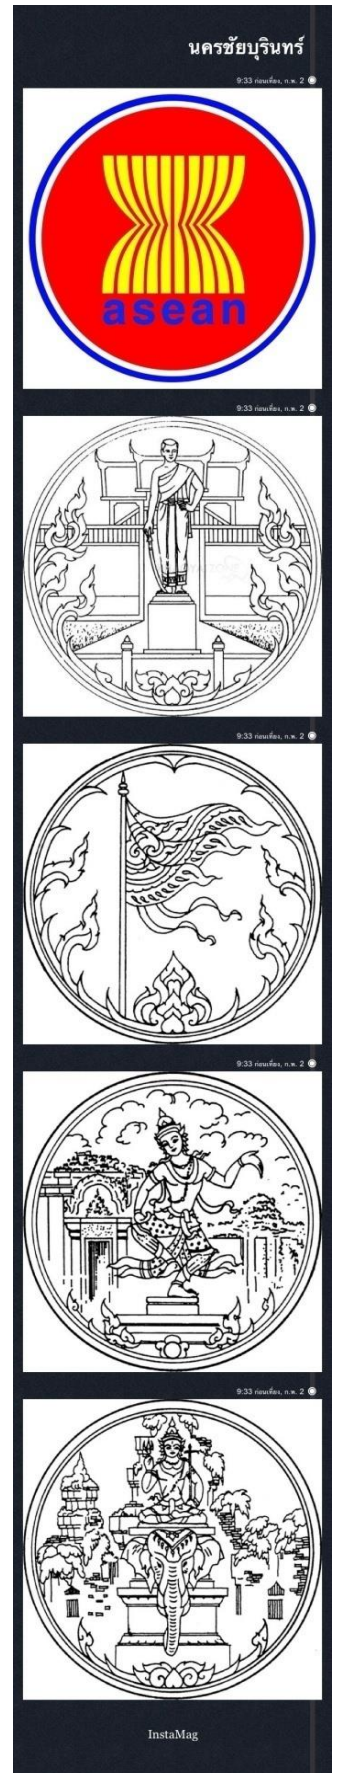 นครชัยบุรินทร์
9:33 ก่อนเที่ยง, ก.พ. 2
asean
9:33 ก่อนเที่ยง, ก.พ. 2
9:33 ก่อนเที่ยง, ก.พ. 2
9:33 ก่อนเที่ยง, ก.พ. 2
9:33 ก่อนเที่ยง, ก.พ. 2
InstaMag